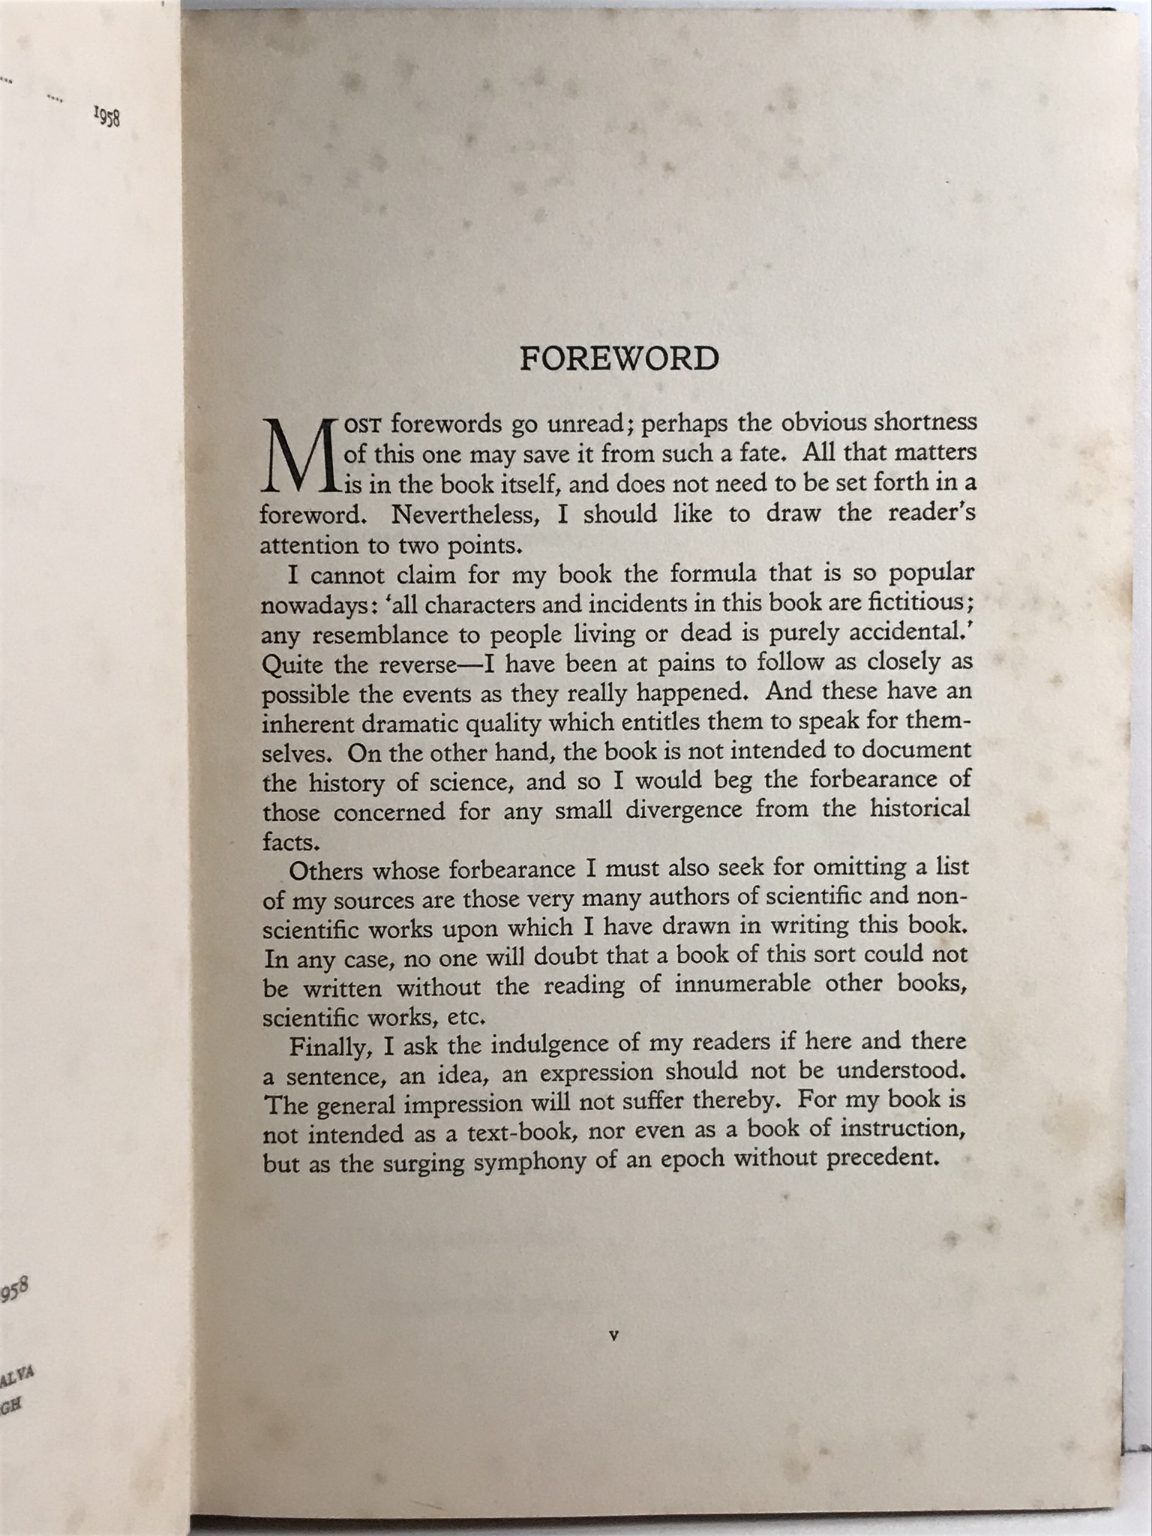 1958
FOREWORD
MOST forewords go unread; perhaps the obvious shortness
of this one may save it from such a fate. All that matters
is in the book itself, and does not need to be set forth in a
foreword. Nevertheless, I should like to draw the reader's
attention to two points.
I cannot claim for my book the formula that is so popular
nowadays: 'all characters and incidents in this book are fictitious;
any resemblance to people living or dead is purely accidental.'
Quite the reverse—I have been at pains to follow as closely as
possible the events as they really happened. And these have an
inherent dramatic quality which entitles them to speak for them-
selves. On the other hand, the book is not intended to document
the history of science, and so I would beg the forbearance of
those concerned for any small divergence from the historical
facts.
Others whose forbearance I must also seek for omitting a list
of my sources are those very many authors of scientific and non-
scientific works upon which I have drawn in writing this book.
In any case, no one will doubt that a book of this sort could not
be written without the reading of innumerable other books,
scientific works, etc.
Finally, I ask the indulgence of my readers if here and there
a sentence, an idea, an expression should not be understood.
The general impression will not suffer thereby. For my book is
not intended as a text-book, nor even as a book of instruction,
but as the surging symphony of an epoch without precedent.
v
958
ALVA
GH